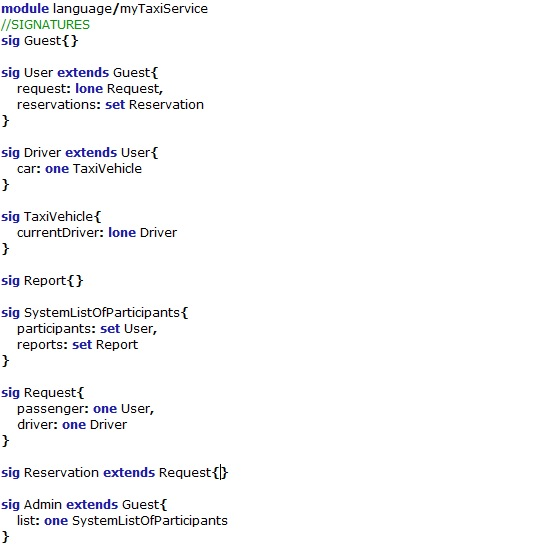 module language/myTaxiService
//SIGNATURES
sig Guest{}
sig User extends Guest{
request: lone Request,
reservations: set Reservation
}
sig Driver extends User{
car: one TaxiVehicle
}
sig TaxiVehicle{
currentDriver: lone Driver
}
sig Report{}
sig SystemListOfParticipants{
participants: set User,
reports: set Report
}
sig Request{
passenger: one User,
driver: one Driver
}
sig Reservation extends Request{}
sig Admin extends Guest{
list: one SystemListOfParticipants
}